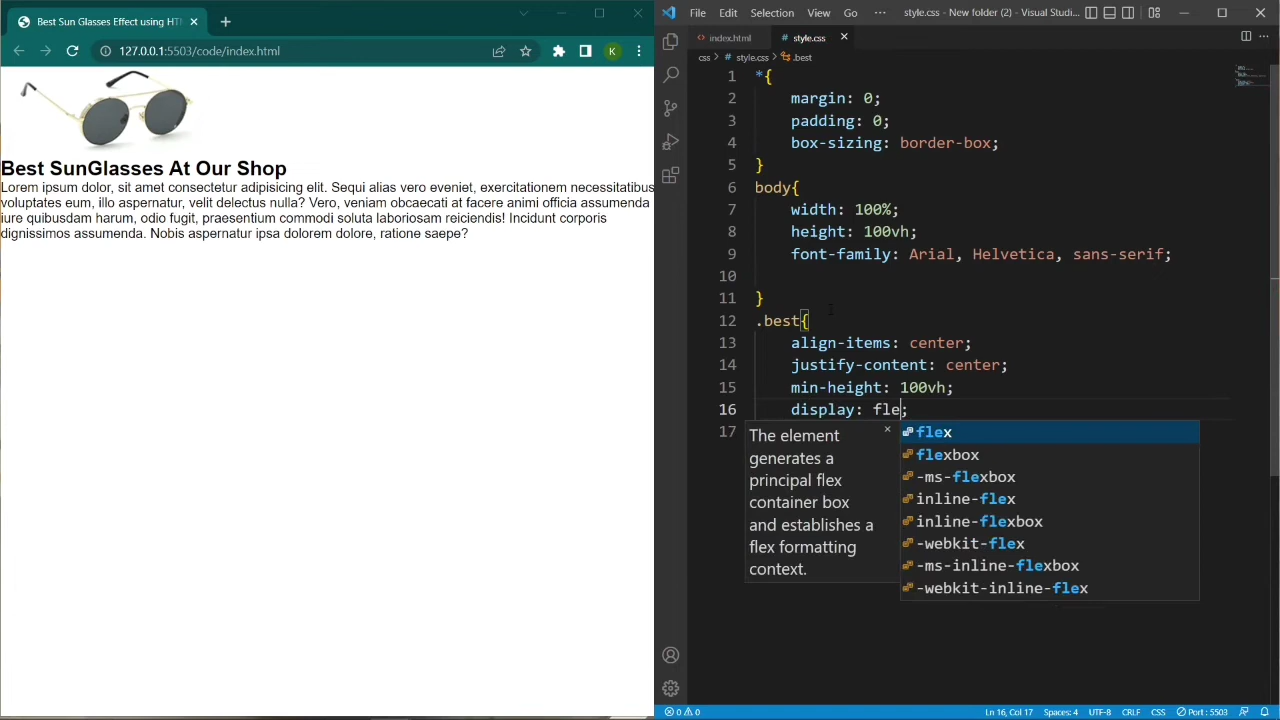 Best Sun Glasses Effect using HTM
127.0.0.1:5503/code/index.html
K
Best SunGlasses At Our Shop
Lorem ipsum dolor, sit amet consectetur adipisicing elit. Sequi alias vero eveniet, exercitationem necessitatibus
voluptates eum, illo aspernatur, velit delectus nulla? Vero, veniam obcaecati at facere animi officia assumenda
iure quibusdam harum, odio fugit, praesentium commodi soluta laboriosam reiciendis! Incidunt corporis
dignissimos assumenda. Nobis aspernatur ipsa dolorem dolore, ratione saepe?
File Edit Selection View Go ··· style.css - New folder (2) - Visual Studi...
index.html # style.css
css > # style.css > .best
1 *{
2 margin: 0;
3 padding: 0;
4 box-sizing: border-box;
5 }
6 body{
7 width: 100%;
8 height: 100vh;
9 font-family: Arial, Helvetica, sans-serif;
10
11 }
12 .best{
13 align-items: center;
14 justify-content: center;
15 min-height: 100vh;
16 display: fle;
17
The element
generates a
principal flex
container box
and establishes a
flex formatting
context.
flex
flexbox
-ms-flexbox
inline-flex
inline-flexbox
-webkit-flex
-ms-inline-flexbox
-webkit-inline-flex
0 0 Ln 16, Col 17 Spaces: 4 UTF-8 CRLF CSS Port : 5503